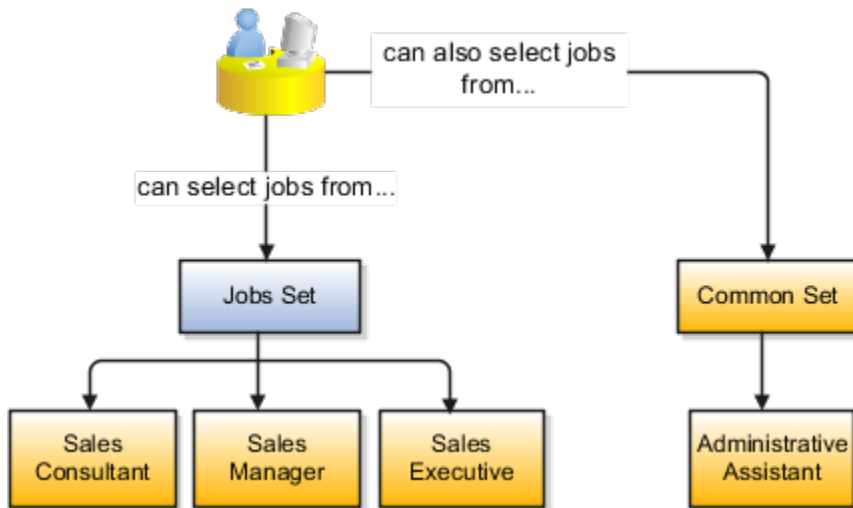 can also select jobs
from...
can select jobs from...
Jobs Set
Common Set
Sales
Consultant
Sales
Manager
Sales
Executive
Administrative
Assistant